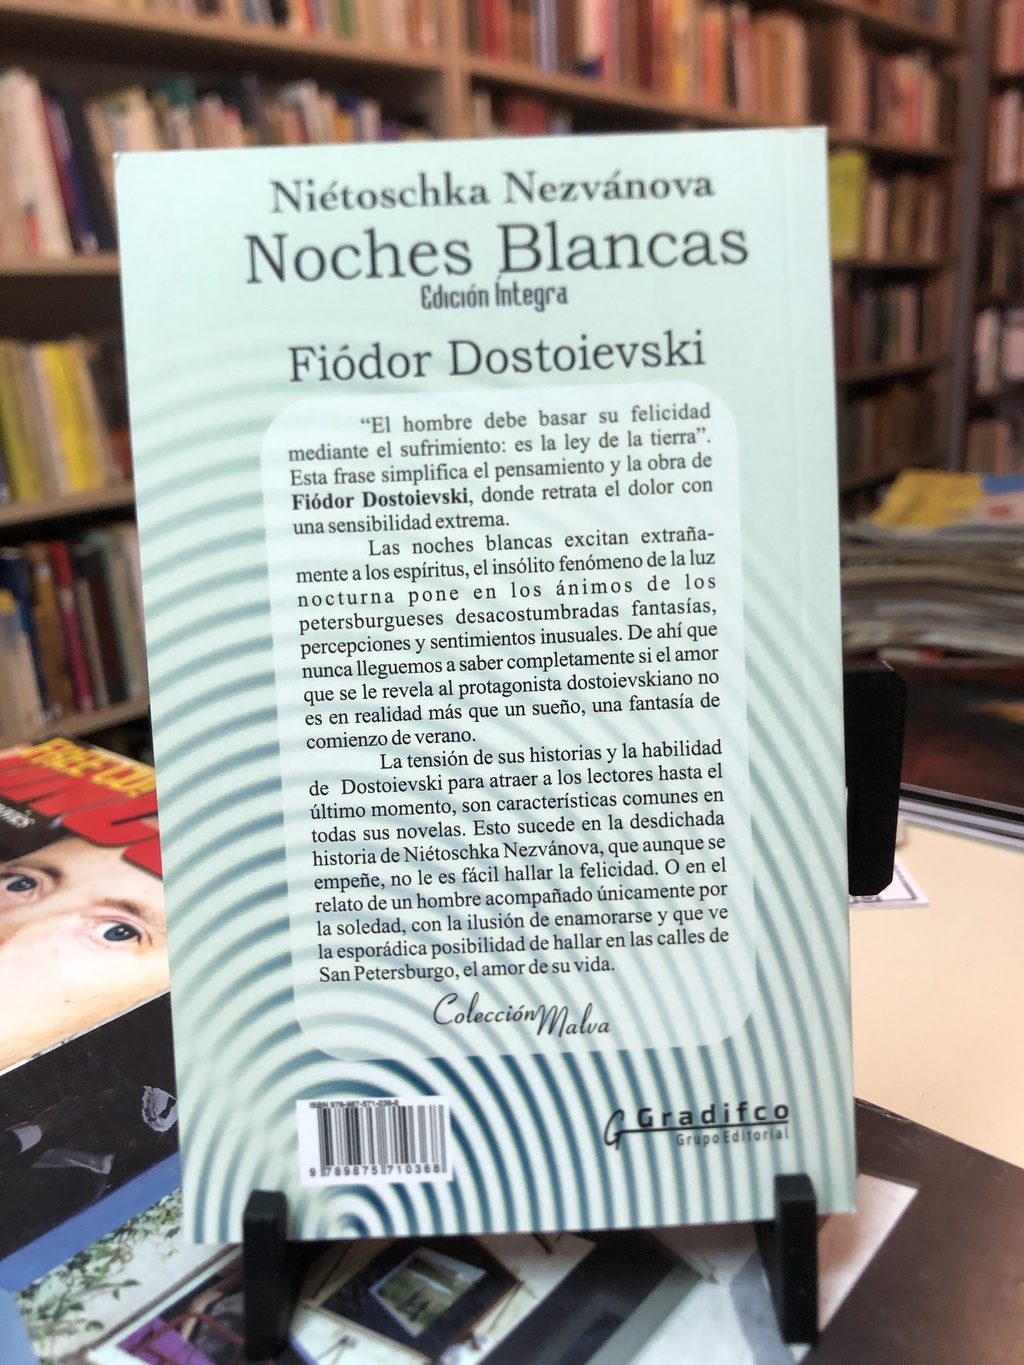 Niétoschka Nezvánova
Noches Blancas
Edición Íntegra
Fiódor Dostoievski
“El hombre debe basar su felicidad
mediante el sufrimiento: es la ley de la tierra”.
Esta frase simplifica el pensamiento y la obra de
Fiódor Dostoievski, donde retrata el dolor con
una sensibilidad extrema.
Las noches blancas excitan extraña-
mente a los espíritus, el insólito fenómeno de la luz
nocturna pone en los ánimos de los
petersburgueses desacostumbradas fantasías,
percepciones y sentimientos inusuales. De ahí que
nunca lleguemos a saber completamente si el amor
que se le revela al protagonista dostoievskiano no
es en realidad más que un sueño, una fantasía de
comienzo de verano.
La tensión de sus historias y la habilidad
de Dostoievski para atraer a los lectores hasta el
último momento, son características comunes en
todas sus novelas. Esto sucede en la desdichada
historia de Niétoschka Nezvánova, que aunque se
empeñe, no le es fácil hallar la felicidad. O en el
relato de un hombre acompañado únicamente por
la soledad, con la ilusión de enamorarse y que ve
la esporádica posibilidad de hallar en las calles de
San Petersburgo, el amor de su vida.
Colección Malva
ISBN 978-987-571-036-8
9 789875 710368
Gradifco
Grupo Editorial
FREE CD!